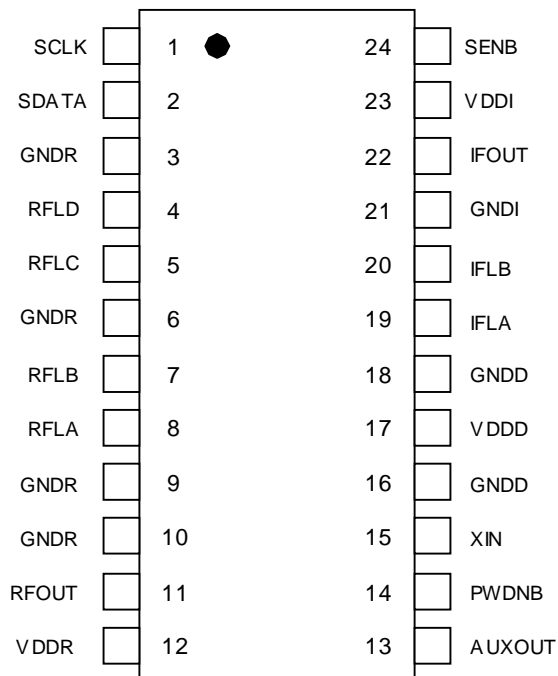 SCLK 1 24 SENB
SDATA 2 23 VDDI
GNDR 3 22 IFOUT
RFLD 4 21 GNDI
RFLC 5 20 IFLB
GNDR 6 19 IFLA
RFLB 7 18 GNDD
RFLA 8 17 VDDD
GNDR 9 16 GNDD
GNDR 10 15 XIN
RFOUT 11 14 PWDNB
VDDR 12 13 AUXOUT